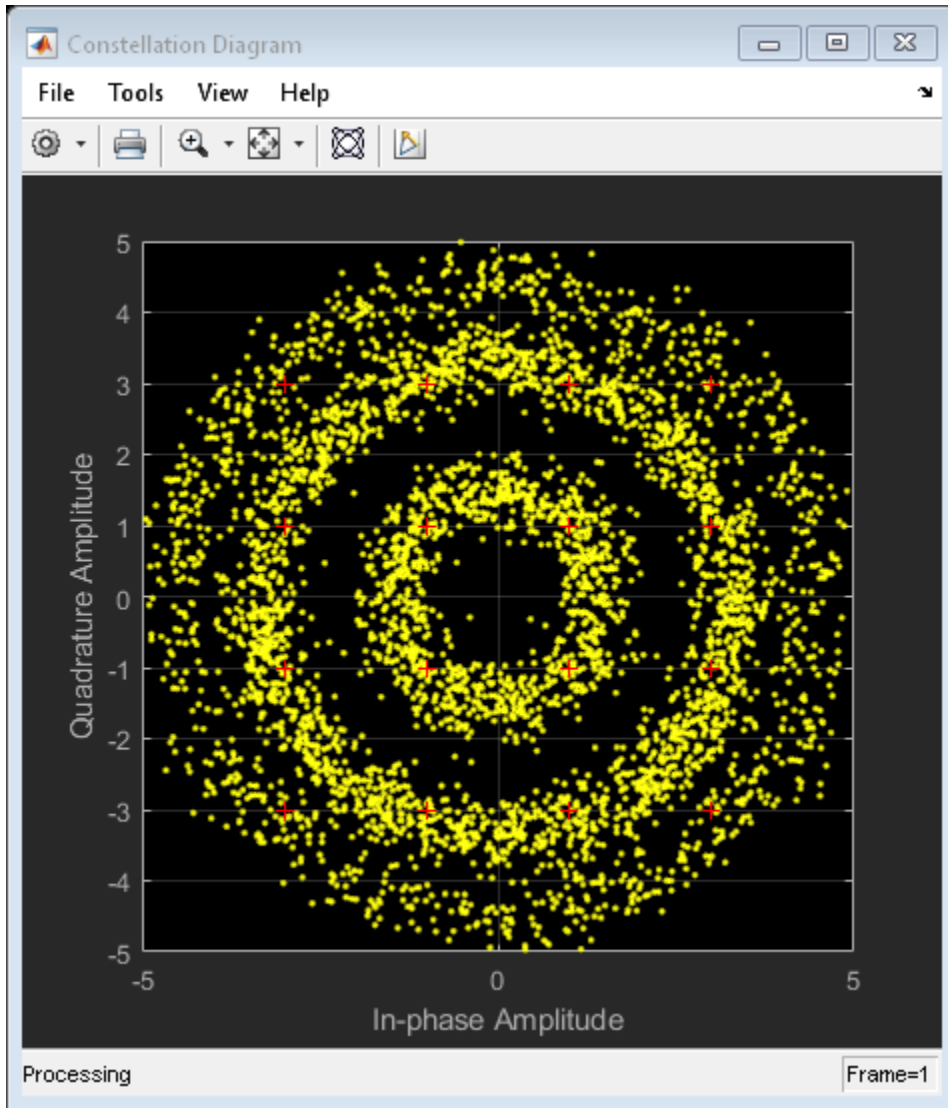 Constellation Diagram
File Tools View Help
5
4
3
2
1
0
-1
-2
-3
-4
-5
Quadrature Amplitude
-5 0 5
In-phase Amplitude
Processing Frame=1